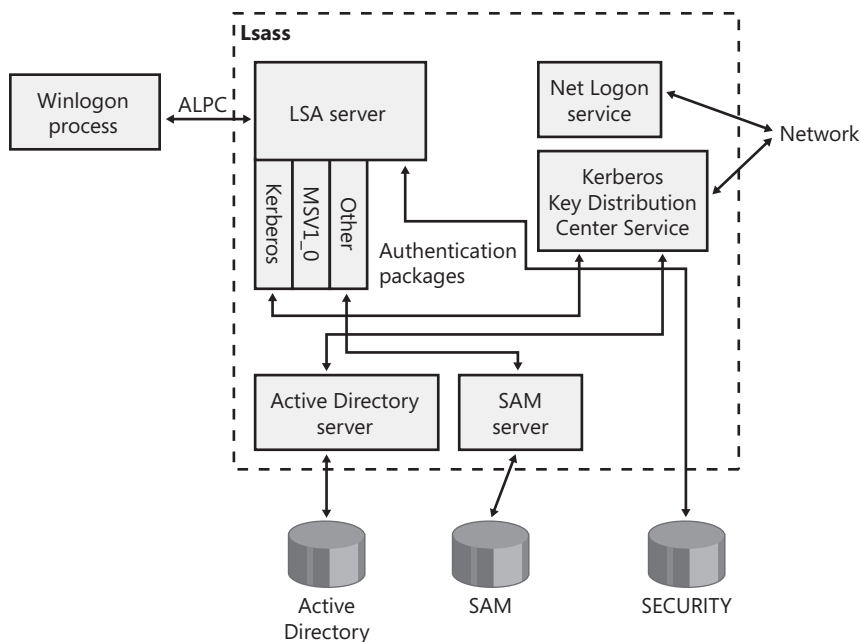 Lsass
Winlogon
process
ALPC
LSA server
Net Logon
service
Network
Kerberos
MSV1_0
Other
Kerberos
Key Distribution
Center Service
Authentication
packages
Active Directory
server
SAM
server
Active
Directory
SAM
SECURITY